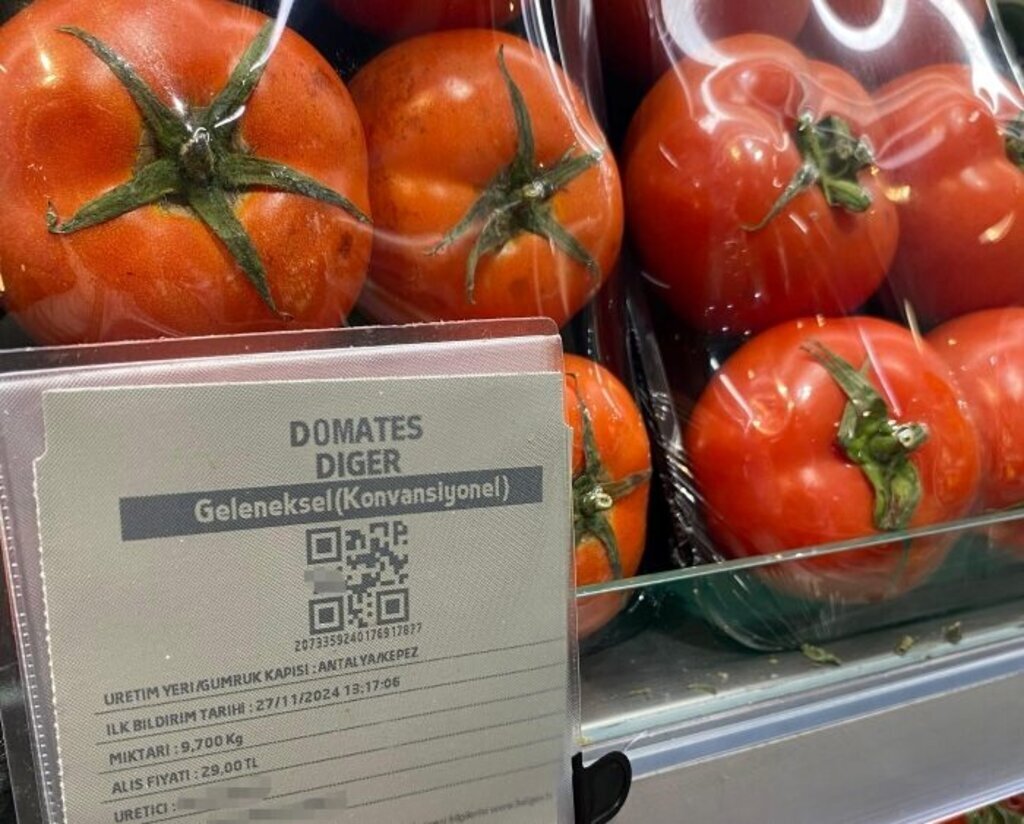 DOMATES
DIGER
Geleneksel(Konvansiyonel)
2073359240176917877
URETIM YERI/GUMRUK KAPISI : ANTALYA/KEPEZ
ILK BILDIRIM TARIHI : 27/11/2024 13:17:06
MIKTARI : 9,700 Kg
ALIS FIYATI : 29,00 TL
URETICI :